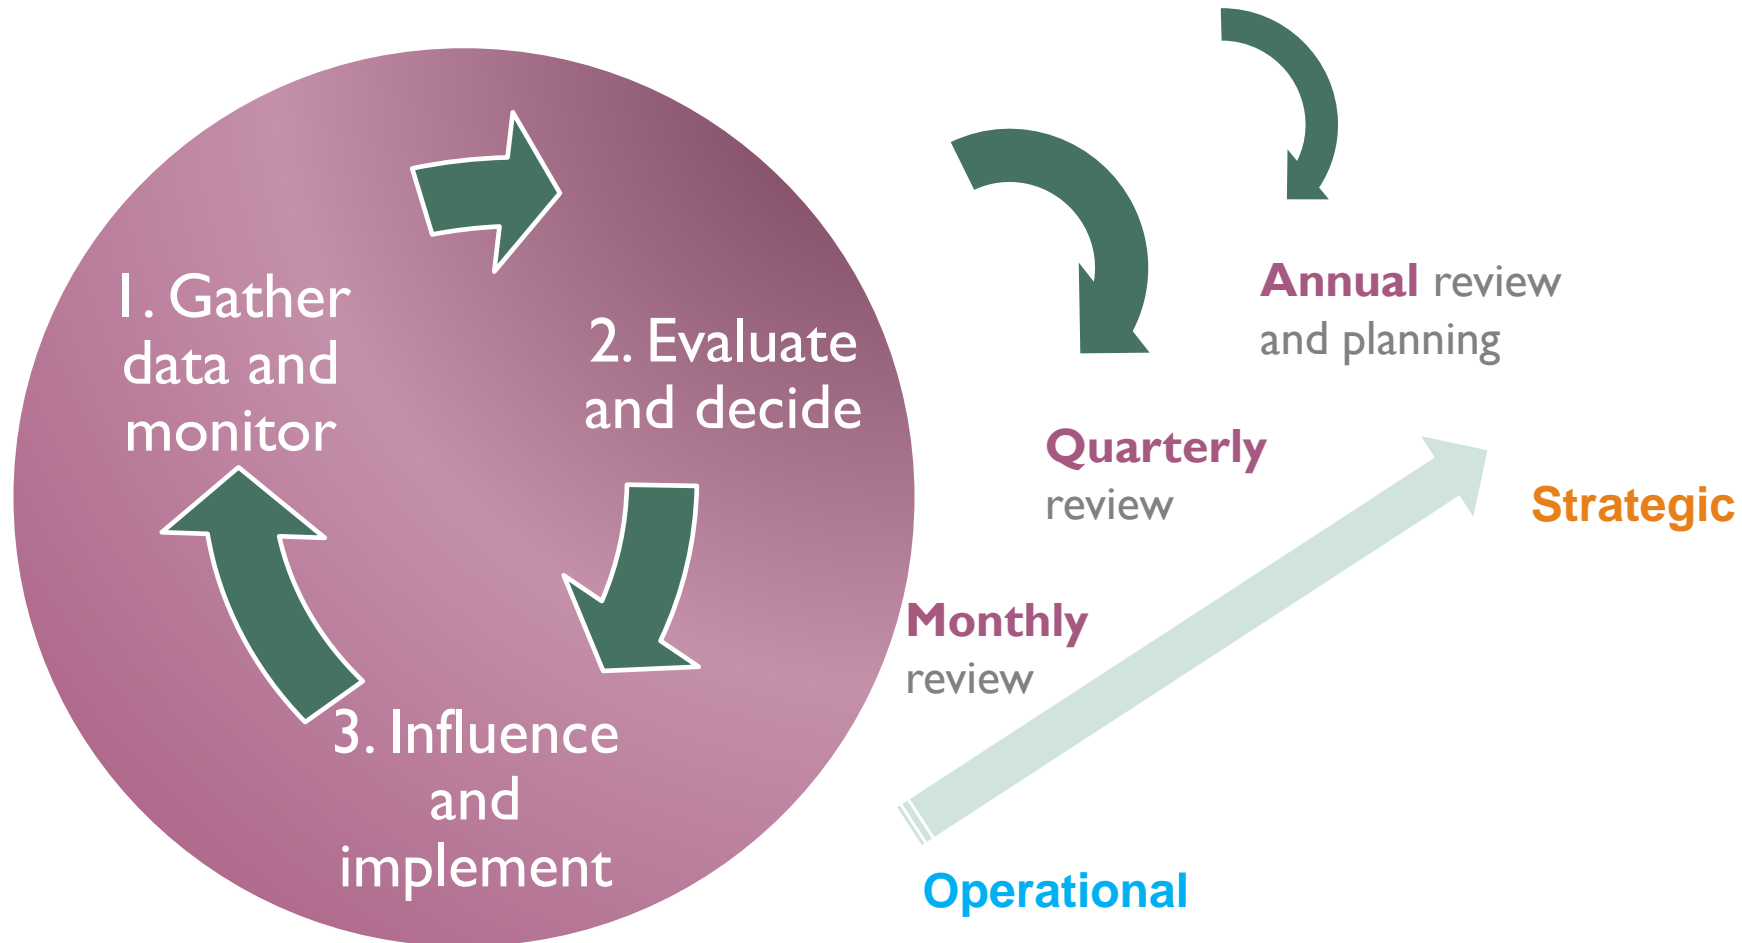 1. Gather
data and
monitor
2. Evaluate
and decide
3. Influence
and
implement
Annual review
and planning
Quarterly
review
Monthly
review
Strategic
Operational